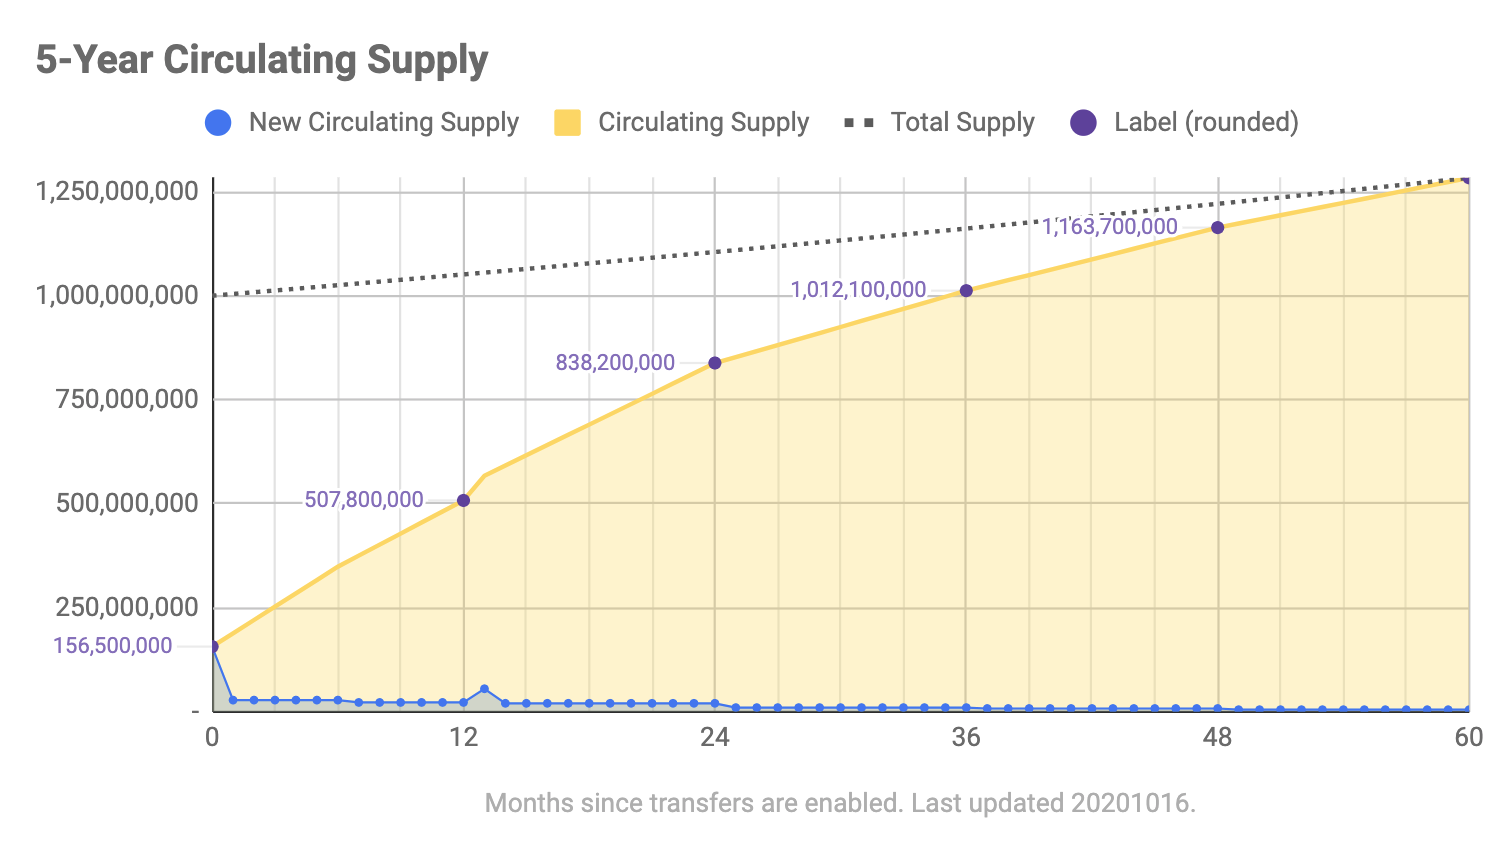 5-Year Circulating Supply
New Circulating Supply
Circulating Supply
Total Supply
Label (rounded)
1,250,000,000
1,163,700,000
1,000,000,000
1,012,100,000
838,200,000
750,000,000
500,000,000
507,800,000
250,000,000
156,500,000
-
0 12 24 36 48 60
Months since transfers are enabled. Last updated 20201016.